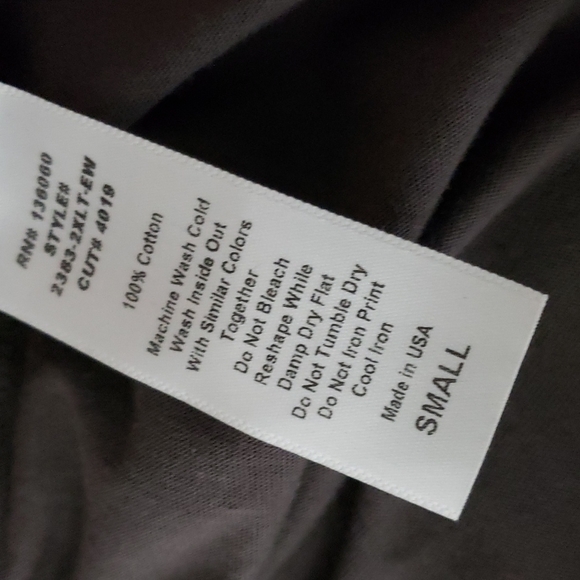 RN# 136060
STYLE#
2383-2XLT-EW
CUT# 4019
100% Cotton
Machine Wash Cold
Wash Inside Out
With Similar Colors
Together
Do Not Bleach
Reshape While
Damp Dry Flat
Do Not Tumble Dry
Do Not Iron Print
Cool Iron
Made in USA
SMALL